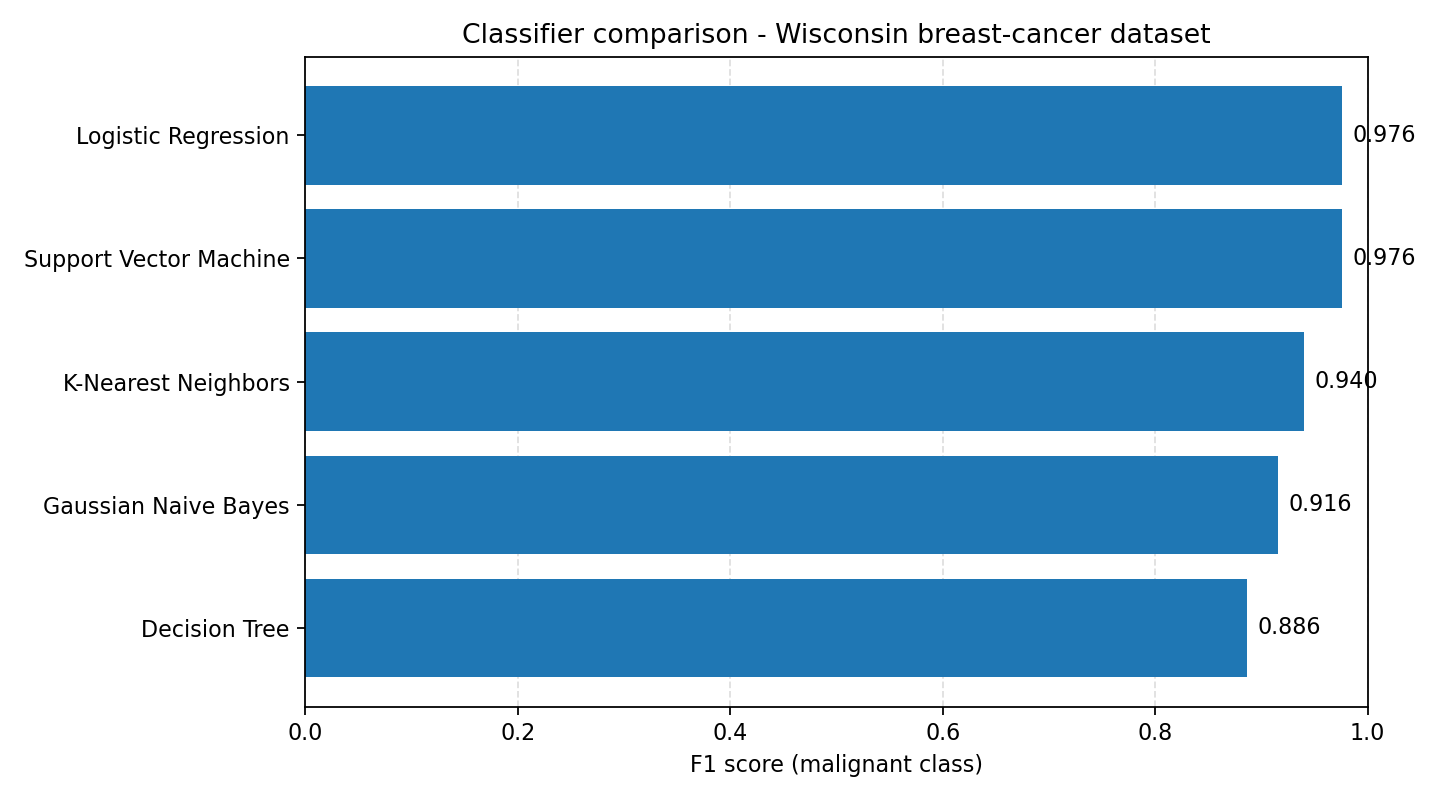 Classifier comparison - Wisconsin breast-cancer dataset
Logistic Regression
0.976
Support Vector Machine
0.976
K-Nearest Neighbors
0.940
Gaussian Naive Bayes
0.916
Decision Tree
0.886
0.0 0.2 0.4 0.6 0.8 1.0
F1 score (malignant class)